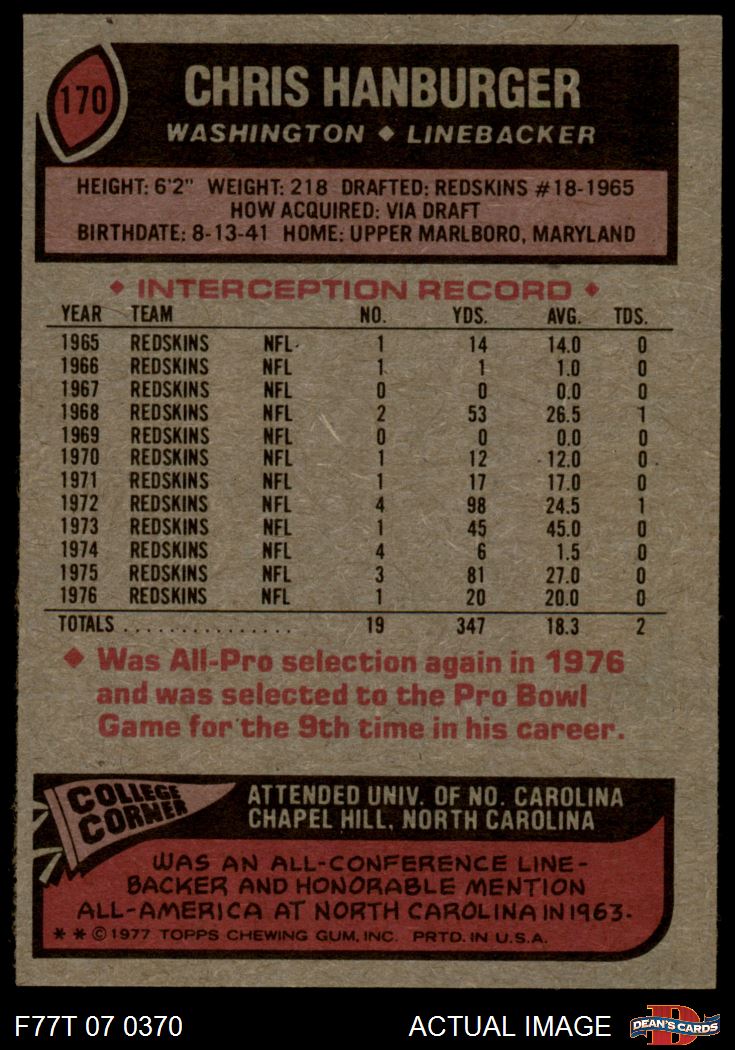 170
CHRIS HANBURGER
WASHINGTON ◆ LINEBACKER
HEIGHT: 6'2" WEIGHT: 218 DRAFTED: REDSKINS #18-1965
HOW ACQUIRED: VIA DRAFT
BIRTHDATE: 8-13-41 HOME: UPPER MARLBORO, MARYLAND
◆ INTERCEPTION RECORD ◆
YEAR TEAM NO. YDS. AVG. TDS.
1965 REDSKINS NFL 1 14 14.0 0
1966 REDSKINS NFL 1 1 1.0 0
1967 REDSKINS NFL 0 0 0.0 0
1968 REDSKINS NFL 2 53 26.5 1
1969 REDSKINS NFL 0 0 0.0 0
1970 REDSKINS NFL 1 12 12.0 0
1971 REDSKINS NFL 1 17 17.0 0
1972 REDSKINS NFL 4 98 24.5 1
1973 REDSKINS NFL 1 45 45.0 0
1974 REDSKINS NFL 4 6 1.5 0
1975 REDSKINS NFL 3 81 27.0 0
1976 REDSKINS NFL 1 20 20.0 0
TOTALS ................ 19 347 18.3 2
◆ Was All-Pro selection again in 1976
and was selected to the Pro Bowl
Game for the 9th time in his career.
COLLEGE
CORNER
ATTENDED UNIV. OF NO. CAROLINA
CHAPEL HILL, NORTH CAROLINA
WAS AN ALL-CONFERENCE LINE-
BACKER AND HONORABLE MENTION
ALL-AMERICA AT NORTH CAROLINA IN 1963.
** © 1977 TOPPS CHEWING GUM, INC. PRTD. IN U.S.A.
F77T 07 0370 ACTUAL IMAGE
D
DEAN'S CARDS